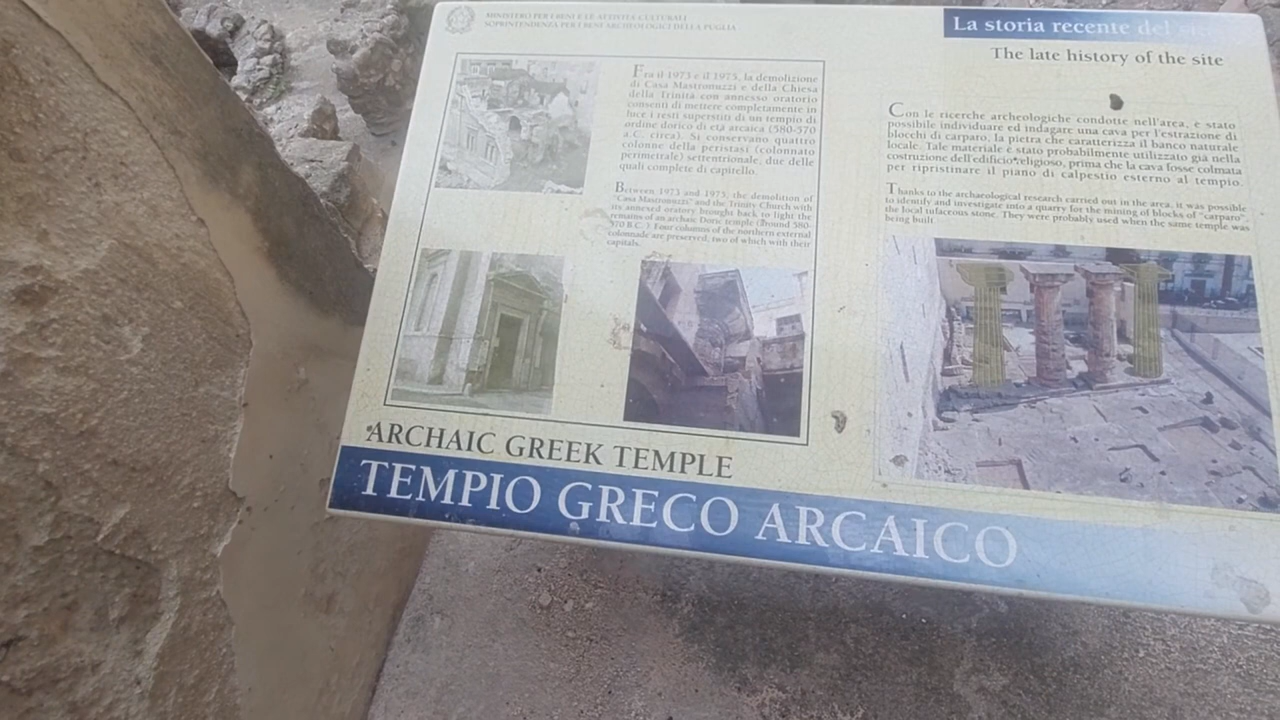 MINISTERO PER I BENI E LE ATTIVITÀ CULTURALI
SOPRINTENDENZA PER I BENI ARCHEOLOGICI DELLA PUGLIA
La storia recente del sito
The late history of the site
Fra il 1973 e il 1975, la demolizione
di Casa Mastronuzzi e della Chiesa
della Trinità con annesso oratorio
consentì di mettere completamente in
luce i resti superstiti di un tempio di
ordine dorico di età arcaica (580-570
a.C. circa). Si conservano quattro
colonne della peristasi (colonnato
perimetrale) settentrionale, due delle
quali complete di capitello.
Between 1973 and 1975, the demolition of
"Casa Mastronuzzi" and the Trinity Church with
its annexed oratory brought back to light the
remains of an archaic Doric temple (around 580-
570 B.C.). Four columns of the northern external
colonnade are preserved, two of which with their
capitals.
Con le ricerche archeologiche condotte nell'area, è stato
possibile individuare ed indagare una cava per l'estrazione di
blocchi di carparo, la pietra che caratterizza il banco naturale
locale. Tale materiale è stato probabilmente utilizzato già nella
costruzione dell'edificio religioso, prima che la cava fosse colmata
per ripristinare il piano di calpestio esterno al tempio.
Thanks to the archaeological research carried out in the area, it was possible
to identify and investigate into a quarry for the mining of blocks of "carparo",
the local tufaceous stone. They were probably used when the same temple was
being built.
ARCHAIC GREEK TEMPLE
TEMPIO GRECO ARCAICO